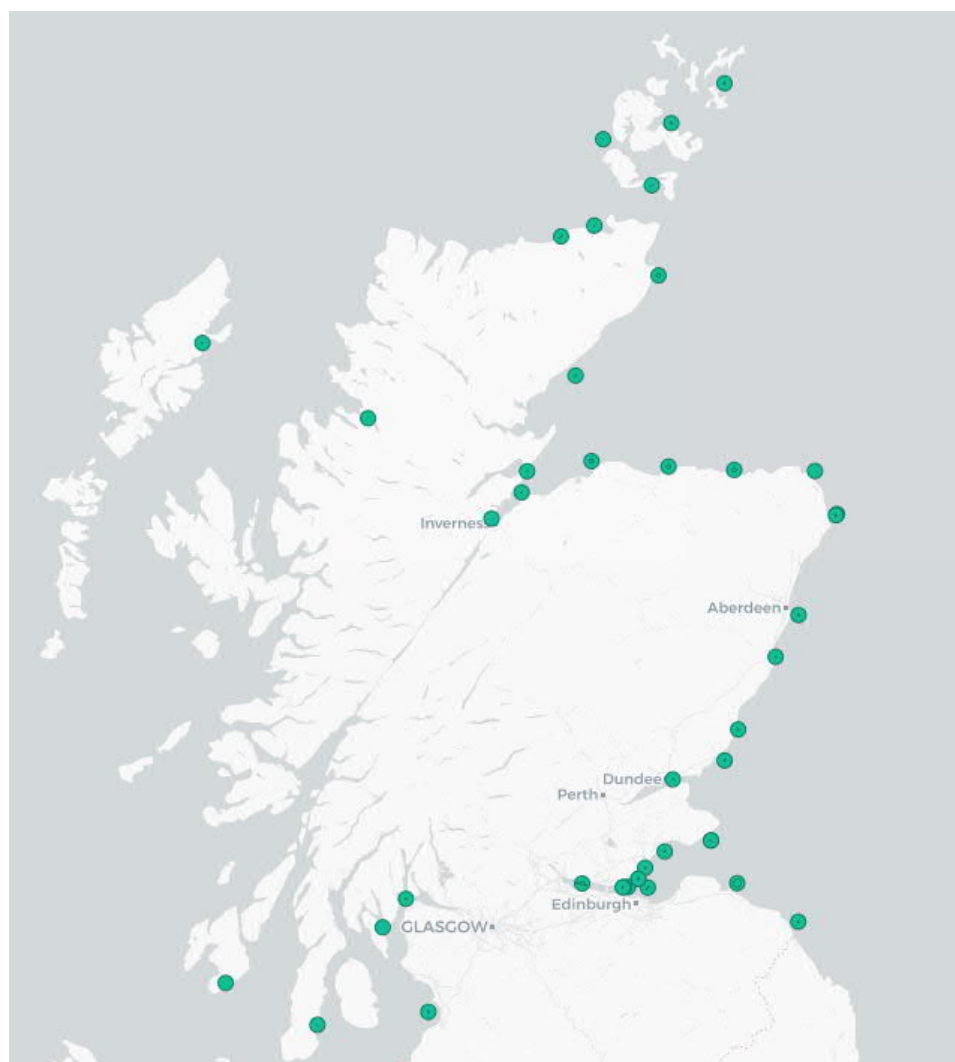 Inverness
Aberdeen
Dundee
Perth
Edinburgh
GLASGOW